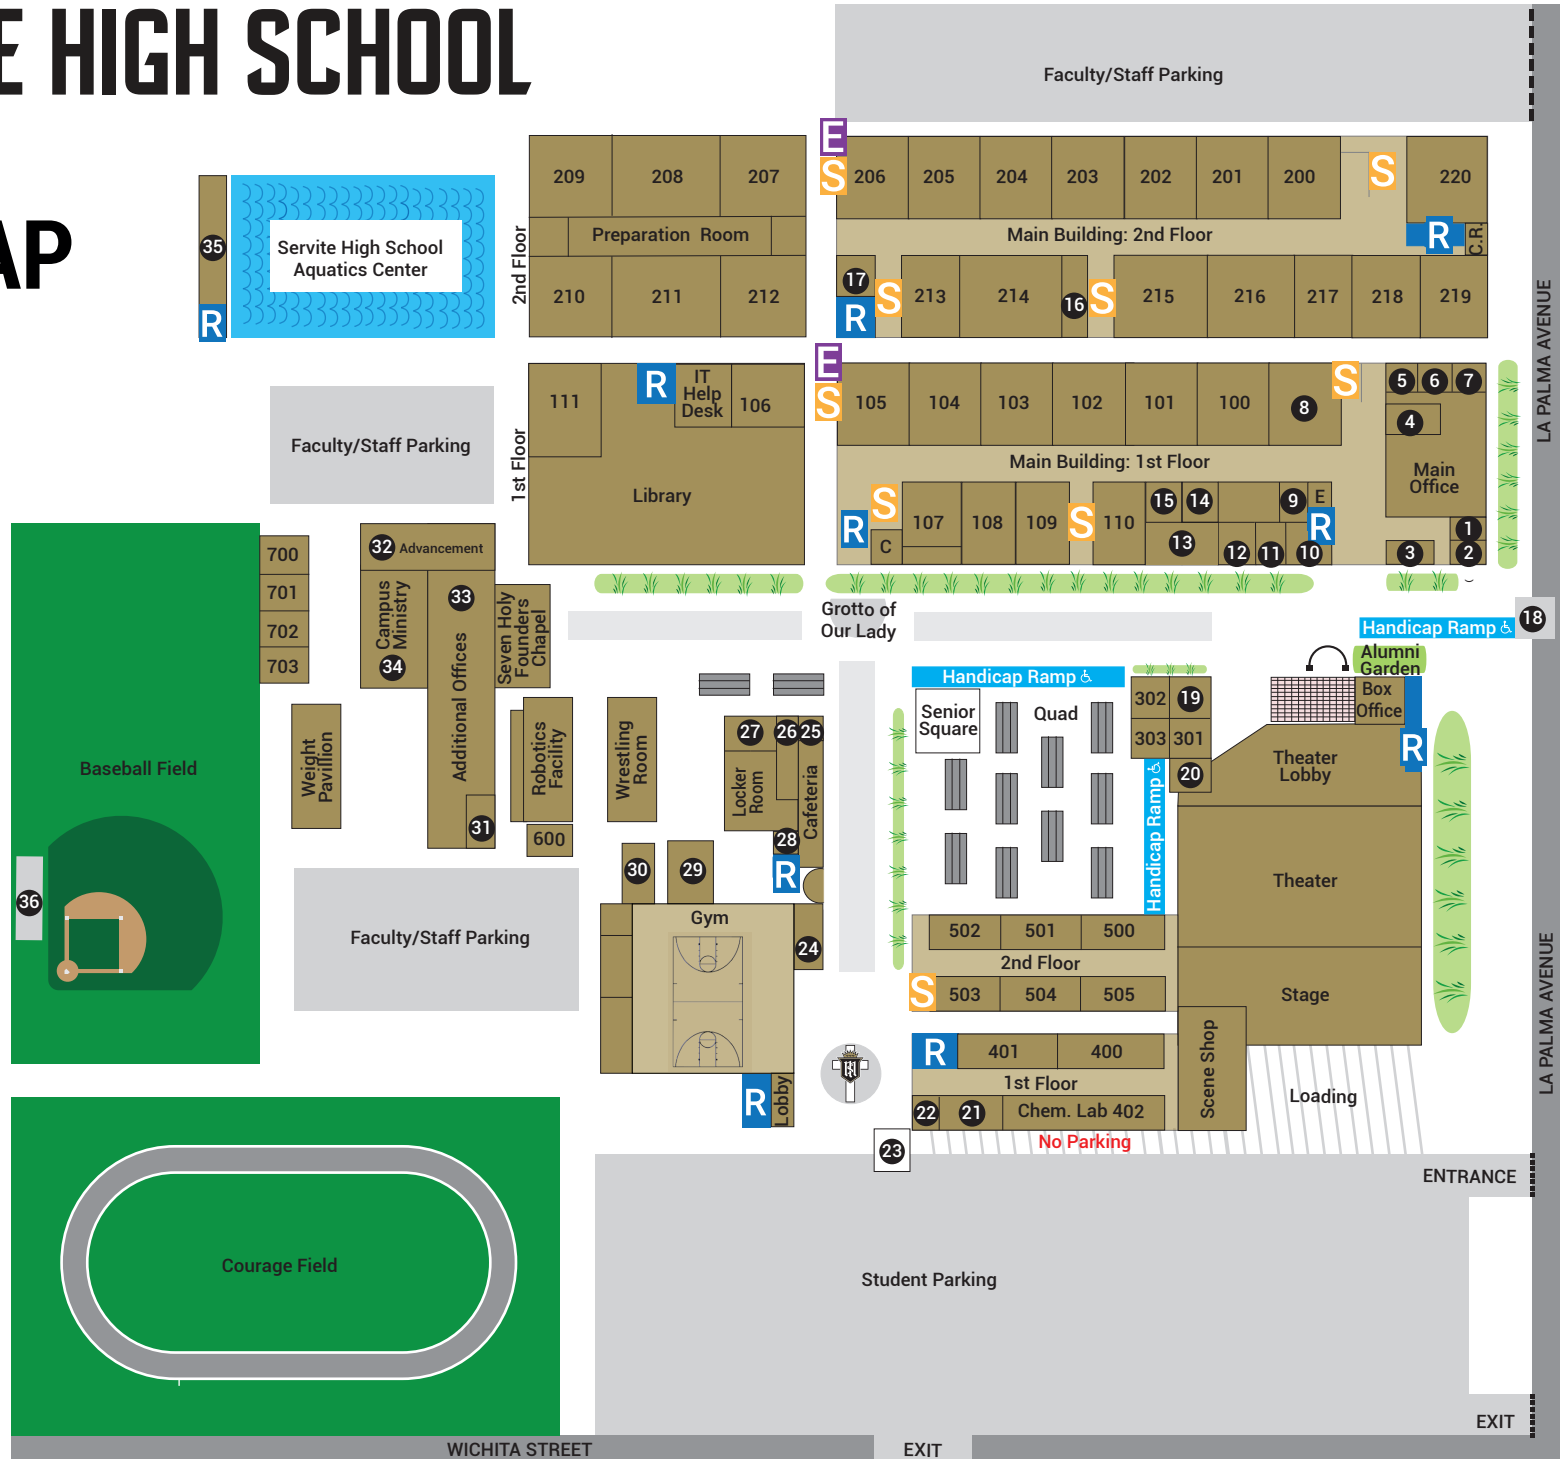 E HIGH SCHOOL
AP
Faculty/Staff Parking
E
S
206
205
204
203
202
201
200
S
220
R
C.R.
Main Building: 2nd Floor
17
R
S
213
214
16
S
215
216
217
218
219
209
208
207
Preparation Room
210
211
212
2nd Floor
35
R
Servite High School
Aquatics Center
LA PALMA AVENUE
E
S
105
104
103
102
101
100
8
S
5
6
7
4
Main
Office
1
2
3
Main Building: 1st Floor
R
S
C
107
108
109
S
110
15
14
9
E
R
13
12
11
10
111
R
IT
Help
Desk
106
Library
1st Floor
Faculty/Staff Parking
Grotto of
Our Lady
Handicap Ramp
18
Alumni
Garden
Box
Office
R
700
701
702
703
32
Advancement
Campus
Ministry
34
33
Additional Offices
31
Seven Holy
Founders
Chapel
Weight
Pavillion
Robotics
Facility
600
Wrestling
Room
27
26
25
Locker
Room
Cafeteria
28
R
Handicap Ramp
Senior
Square
Quad
302
19
303
301
20
Handicap Ramp
Theater
Lobby
Theater
Stage
Scene Shop
Loading
Baseball Field
36
Faculty/Staff Parking
30
29
Gym
24
R
Lobby
502
501
500
2nd Floor
S
503
504
505
R
401
400
1st Floor
22
21
Chem. Lab 402
No Parking
23
LA PALMA AVENUE
ENTRANCE
Courage Field
Student Parking
EXIT
WICHITA STREET
EXIT